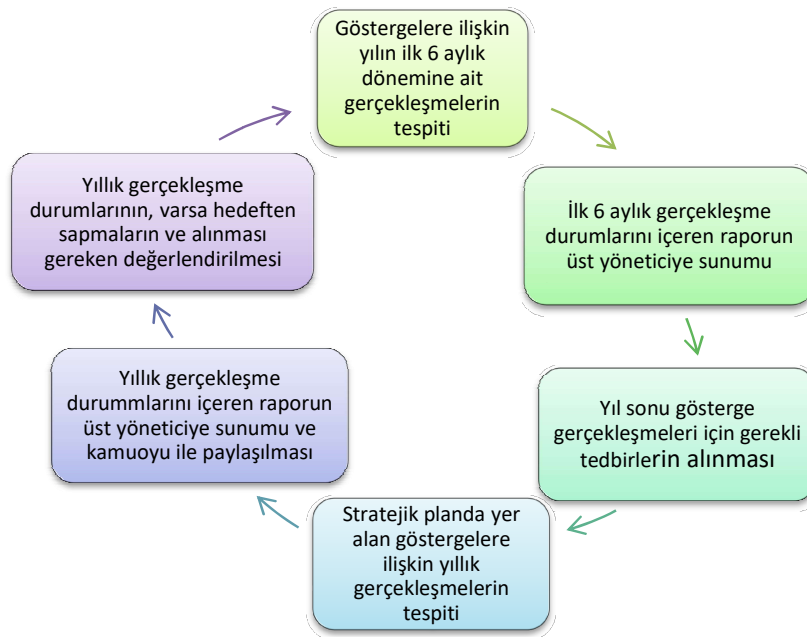 Göstergelere ilişkin
yılın ilk 6 aylık
dönemine ait
gerçekleşmelerin
tespiti
İlk 6 aylık gerçekleşme
durumlarını içeren raporun
üst yöneticiye sunumu
Yıl sonu gösterge
gerçekleşmeleri için gerekli
tedbirlerin alınması
Stratejik planda yer
alan göstergelere
ilişkin yıllık
gerçekleşmelerin
tespiti
Yıllık gerçekleşme
durummlarını içeren raporun
üst yöneticiye sunumu ve
kamuoyu ile paylaşılması
Yıllık gerçekleşme
durumlarının, varsa hedeften
sapmaların ve alınması
gereken değerlendirilmesi